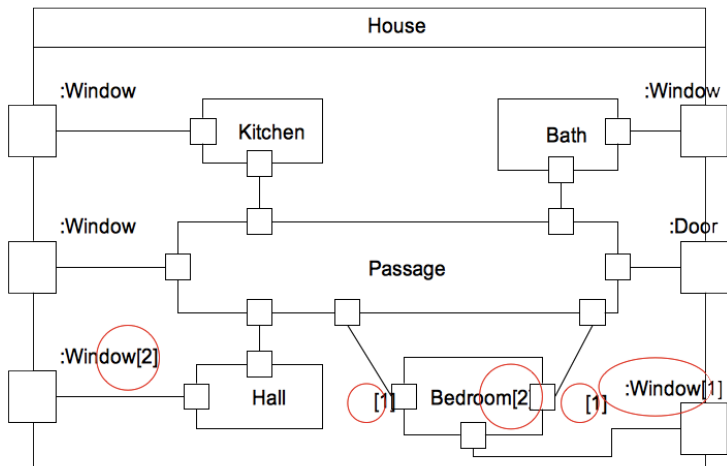 House
:Window
:Window
Kitchen
Bath
:Window
:Door
Passage
:Window[2]
:Window[1]
Hall
[1]
Bedroom[2
[1]